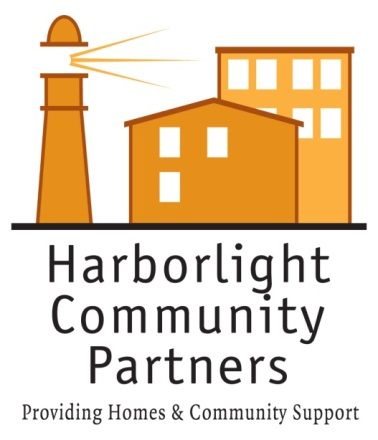 Harborlight
Community
Partners
Providing Homes & Community Support